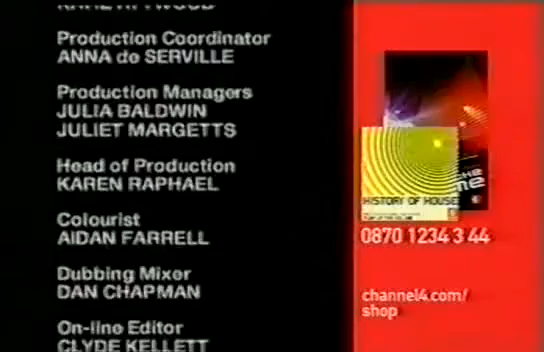 Production Coordinator
ANNA de SERVILLE
Production Managers
JULIA BALDWIN
JULIET MARGETTS
Head of Production
KAREN RAPHAEL
Colourist
AIDAN FARRELL
Dubbing Mixer
DAN CHAPMAN
On-line Editor
CLYDE KELLETT
HISTORY OF HOUSE
0870 1234 3 44
channel4.com/
shop